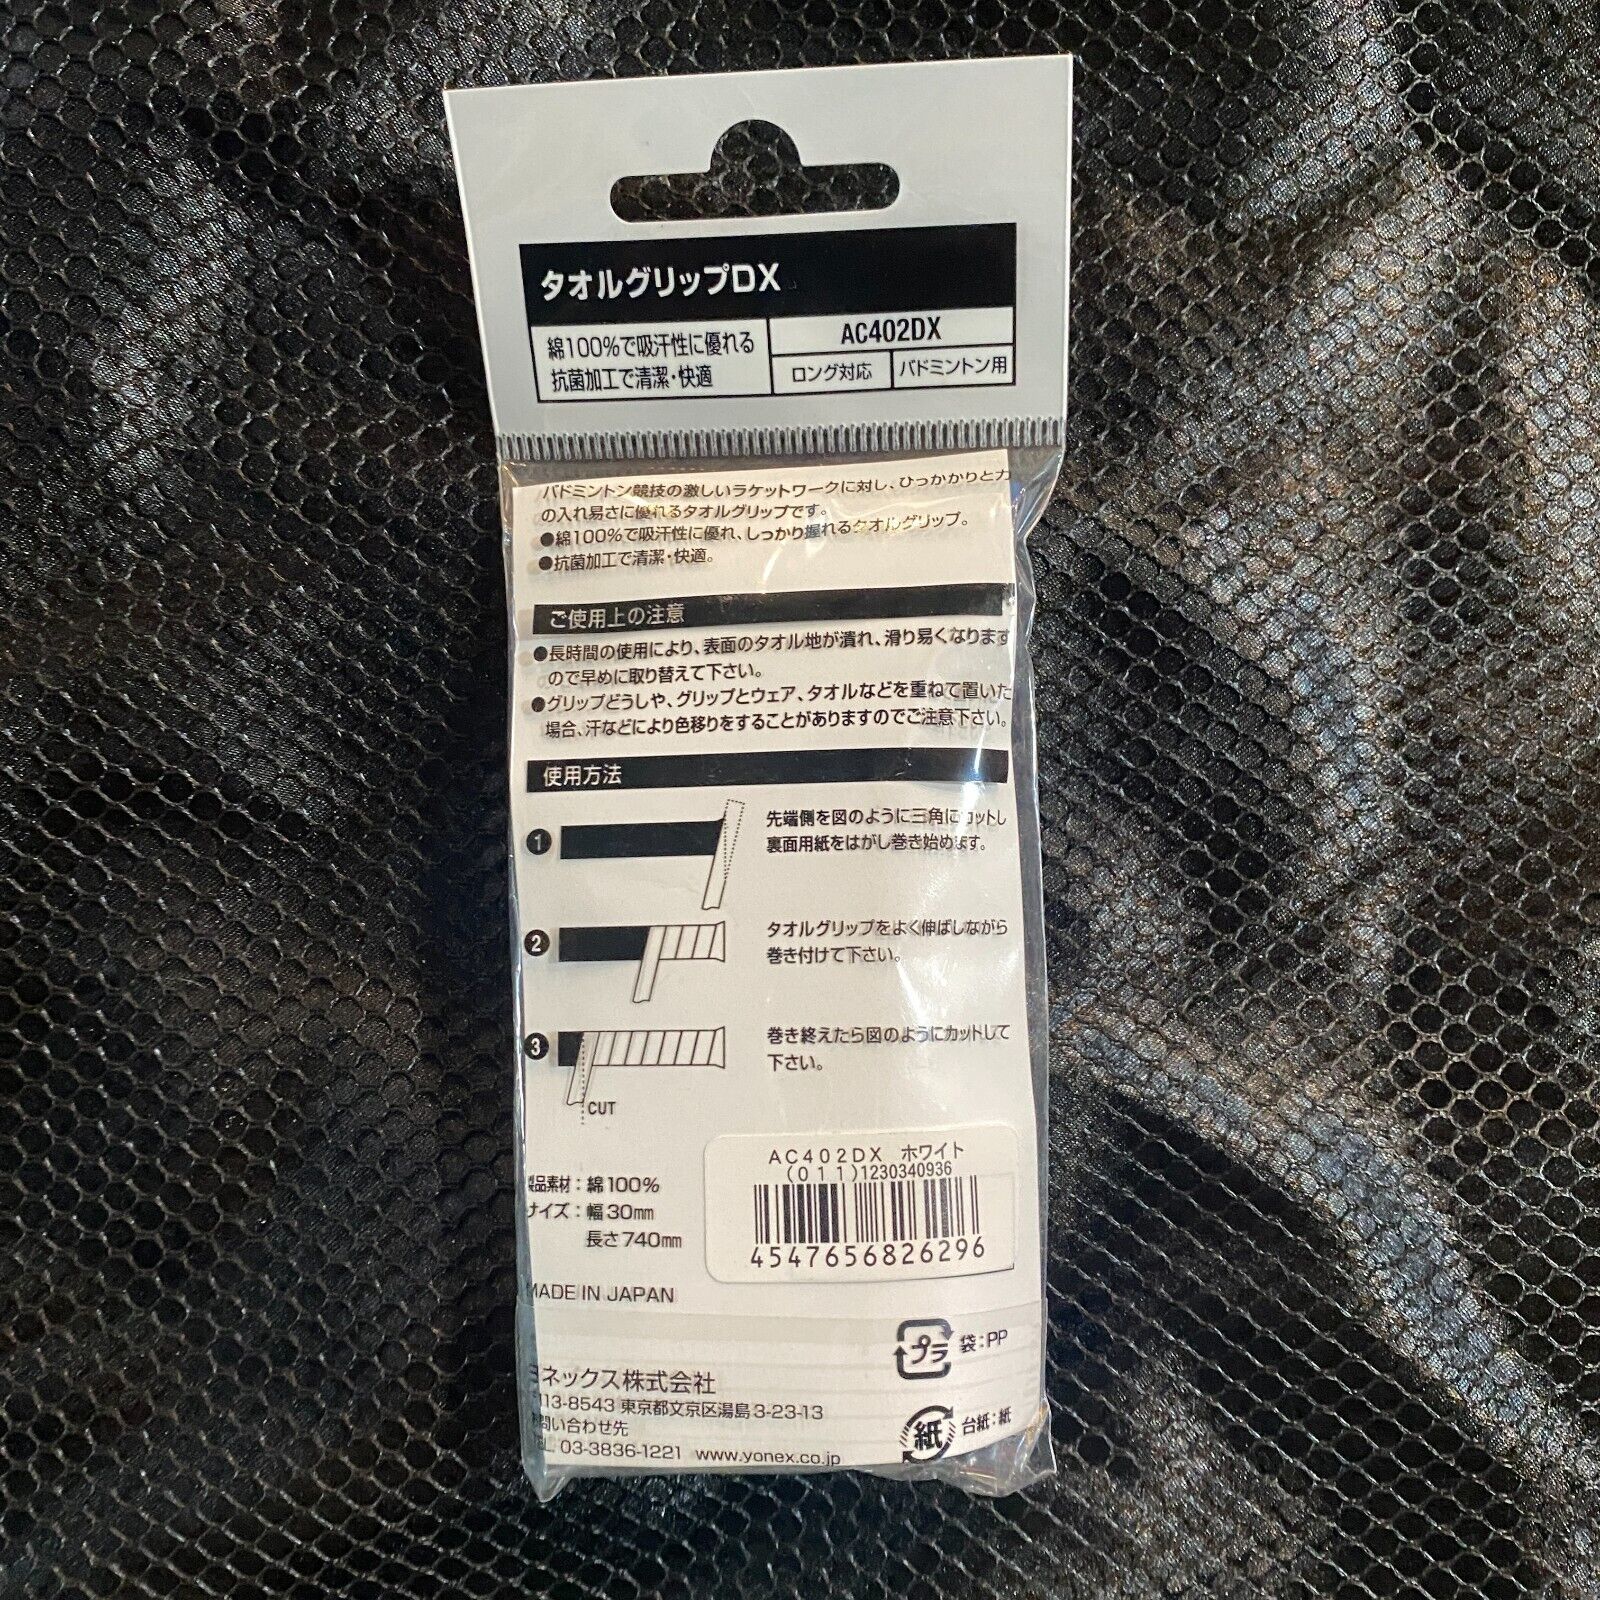 タオルグリップDX
綿100%で吸汗性に優れる
抗菌加工で清潔・快適
AC402DX
ロング対応
バドミントン用
バドミントン競技の激しいラケットワークに対し、ひっかかりと力
の入れ易さに優れるタオルグリップです。
●綿100%で吸汗性に優れ、しっかり握れるタオルグリップ。
●抗菌加工で清潔・快適。
ご使用上の注意
●長時間の使用により、表面のタオル地が潰れ、滑り易くなります
ので早めに取り替えて下さい。
●グリップどうしや、グリップとウェア、タオルなどを重ねて置いた
場合、汗などにより色移りをすることがありますのでご注意下さい。
使用方法
1
先端側を図のように三角にカットし
裏面用紙をはがし巻き始めます。
2
タオルグリップをよく伸ばしながら
巻き付けて下さい。
3
巻き終えたら図のようにカットして
下さい。
CUT
製品素材：綿100%
サイズ：幅30mm
長さ740mm
MADE IN JAPAN
AC402DX ホワイト
(011)1230340936
4547656826296
プラ
袋：PP
ヨネックス株式会社
113-8543 東京都文京区湯島3-23-13
お問い合わせ先
TEL. 03-3836-1221 www.yonex.co.jp
紙
台紙：紙